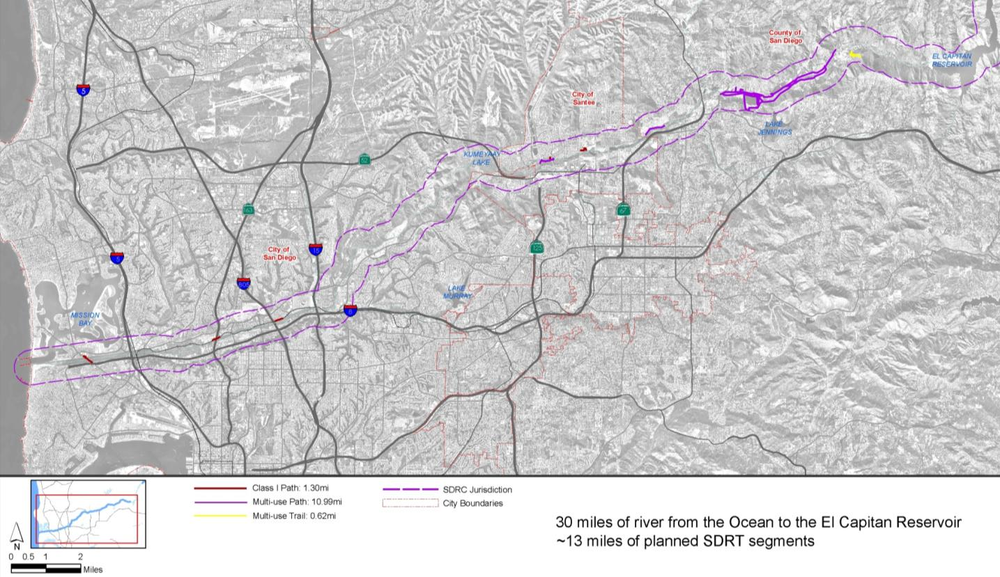 County of
San Diego
EL CAPITAN
RESERVOIR
5
City of
Santee
LAKE
JENNINGS
KUMEYAAY
LAKE
52
163
67
City of
San Diego
15
125
5
805
LAKE
MURRAY
8
MISSION
BAY
Class I Path: 1.30mi
Multi-use Path: 10.99mi
Multi-use Trail: 0.62mi
SDRC Jurisdiction
City Boundaries
30 miles of river from the Ocean to the El Capitan Reservoir
~13 miles of planned SDRT segments
N
0 0.5 1 2
Miles